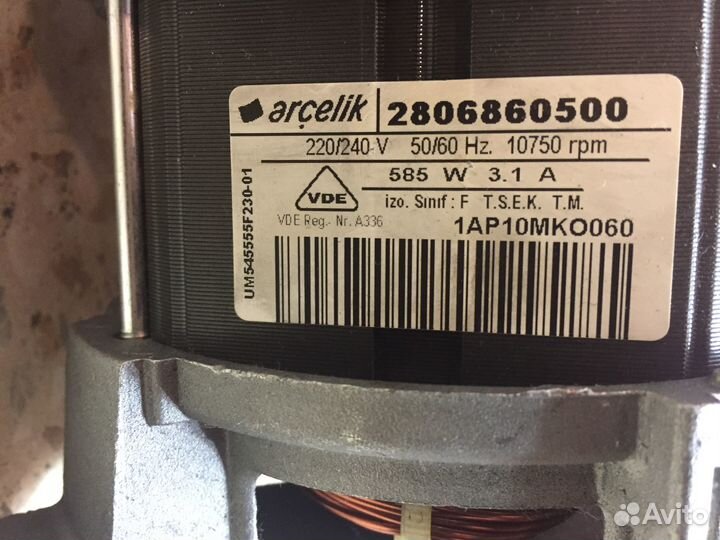 arçelik 2806860500
220/240 V 50/60 Hz. 10750 rpm
585 W 3.1 A
VDE
izo. Sınıf : F T.S.E.K. T.M.
VDE Reg. Nr. A336
1AP10MKO060
UM545555F230-01
Avito